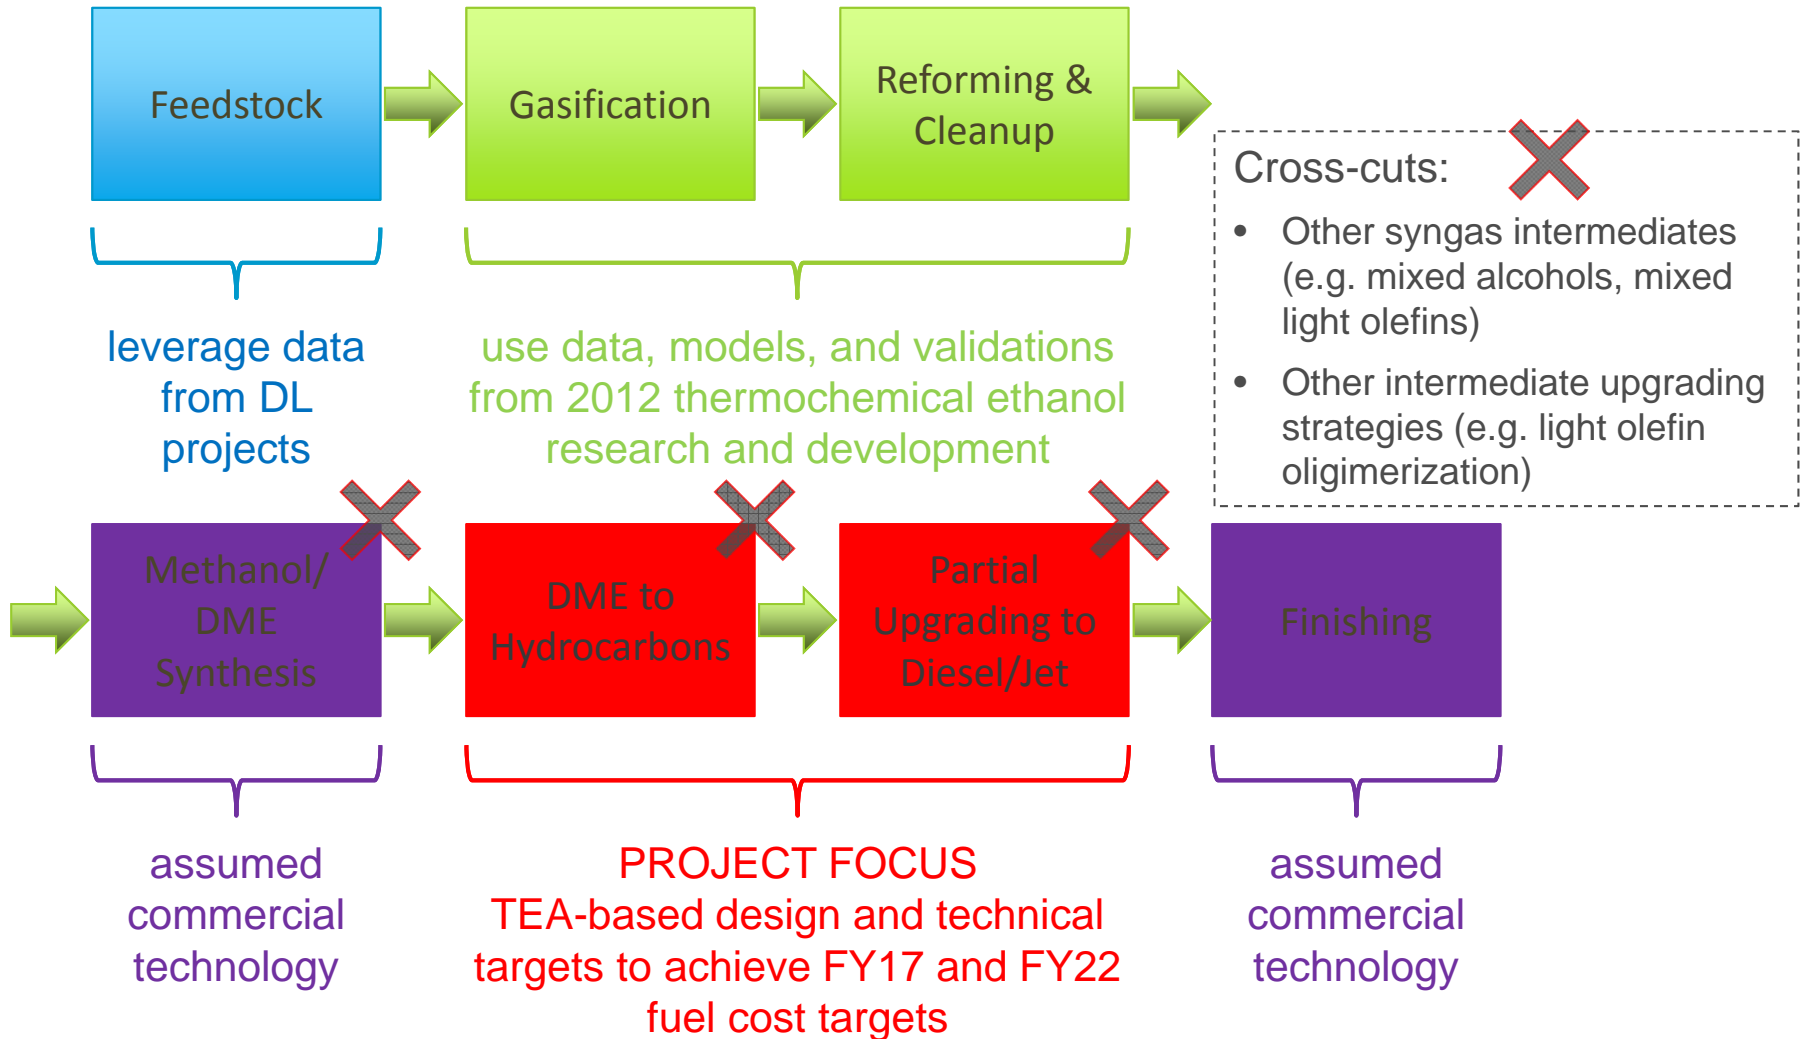 Feedstock
Gasification
Reforming &
Cleanup
leverage data
from DL
projects
use data, models, and validations
from 2012 thermochemical ethanol
research and development
Cross-cuts:
• Other syngas intermediates
(e.g. mixed alcohols, mixed
light olefins)
• Other intermediate upgrading
strategies (e.g. light olefin
oligimerization)
Methanol/
DME
Synthesis
DME to
Hydrocarbons
Partial
Upgrading to
Diesel/Jet
Finishing
assumed
commercial
technology
PROJECT FOCUS
TEA-based design and technical
targets to achieve FY17 and FY22
fuel cost targets
assumed
commercial
technology